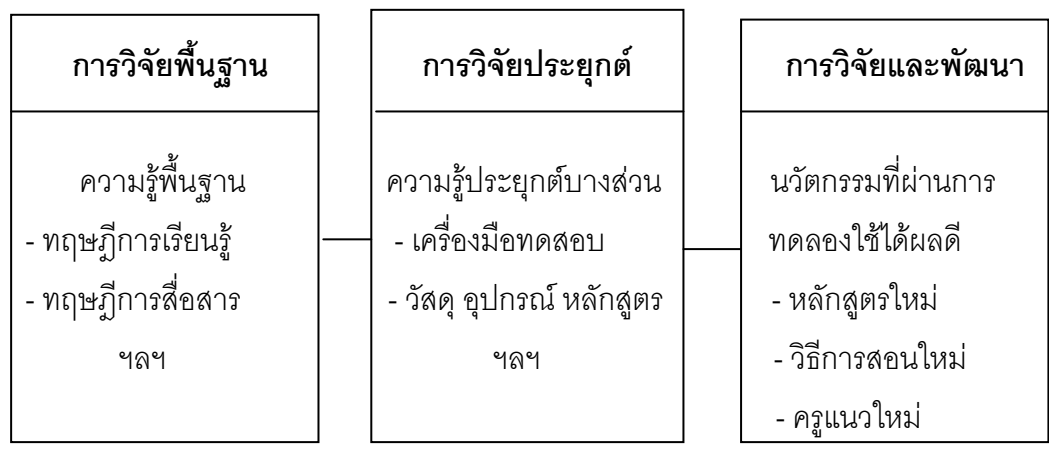 การวิจัยพื้นฐาน
ความรู้พื้นฐาน
- ทฤษฎีการเรียนรู้
- ทฤษฎีการสื่อสาร
ฯลฯ
การวิจัยประยุกต์
ความรู้ประยุกต์บางส่วน
- เครื่องมือทดสอบ
- วัสดุ อุปกรณ์ หลักสูตร
ฯลฯ
การวิจัยและพัฒนา
นวัตกรรมที่ผ่านการ
ทดลองใช้ได้ผลดี
- หลักสูตรใหม่
- วิธีการสอนใหม่
- ครูแนวใหม่